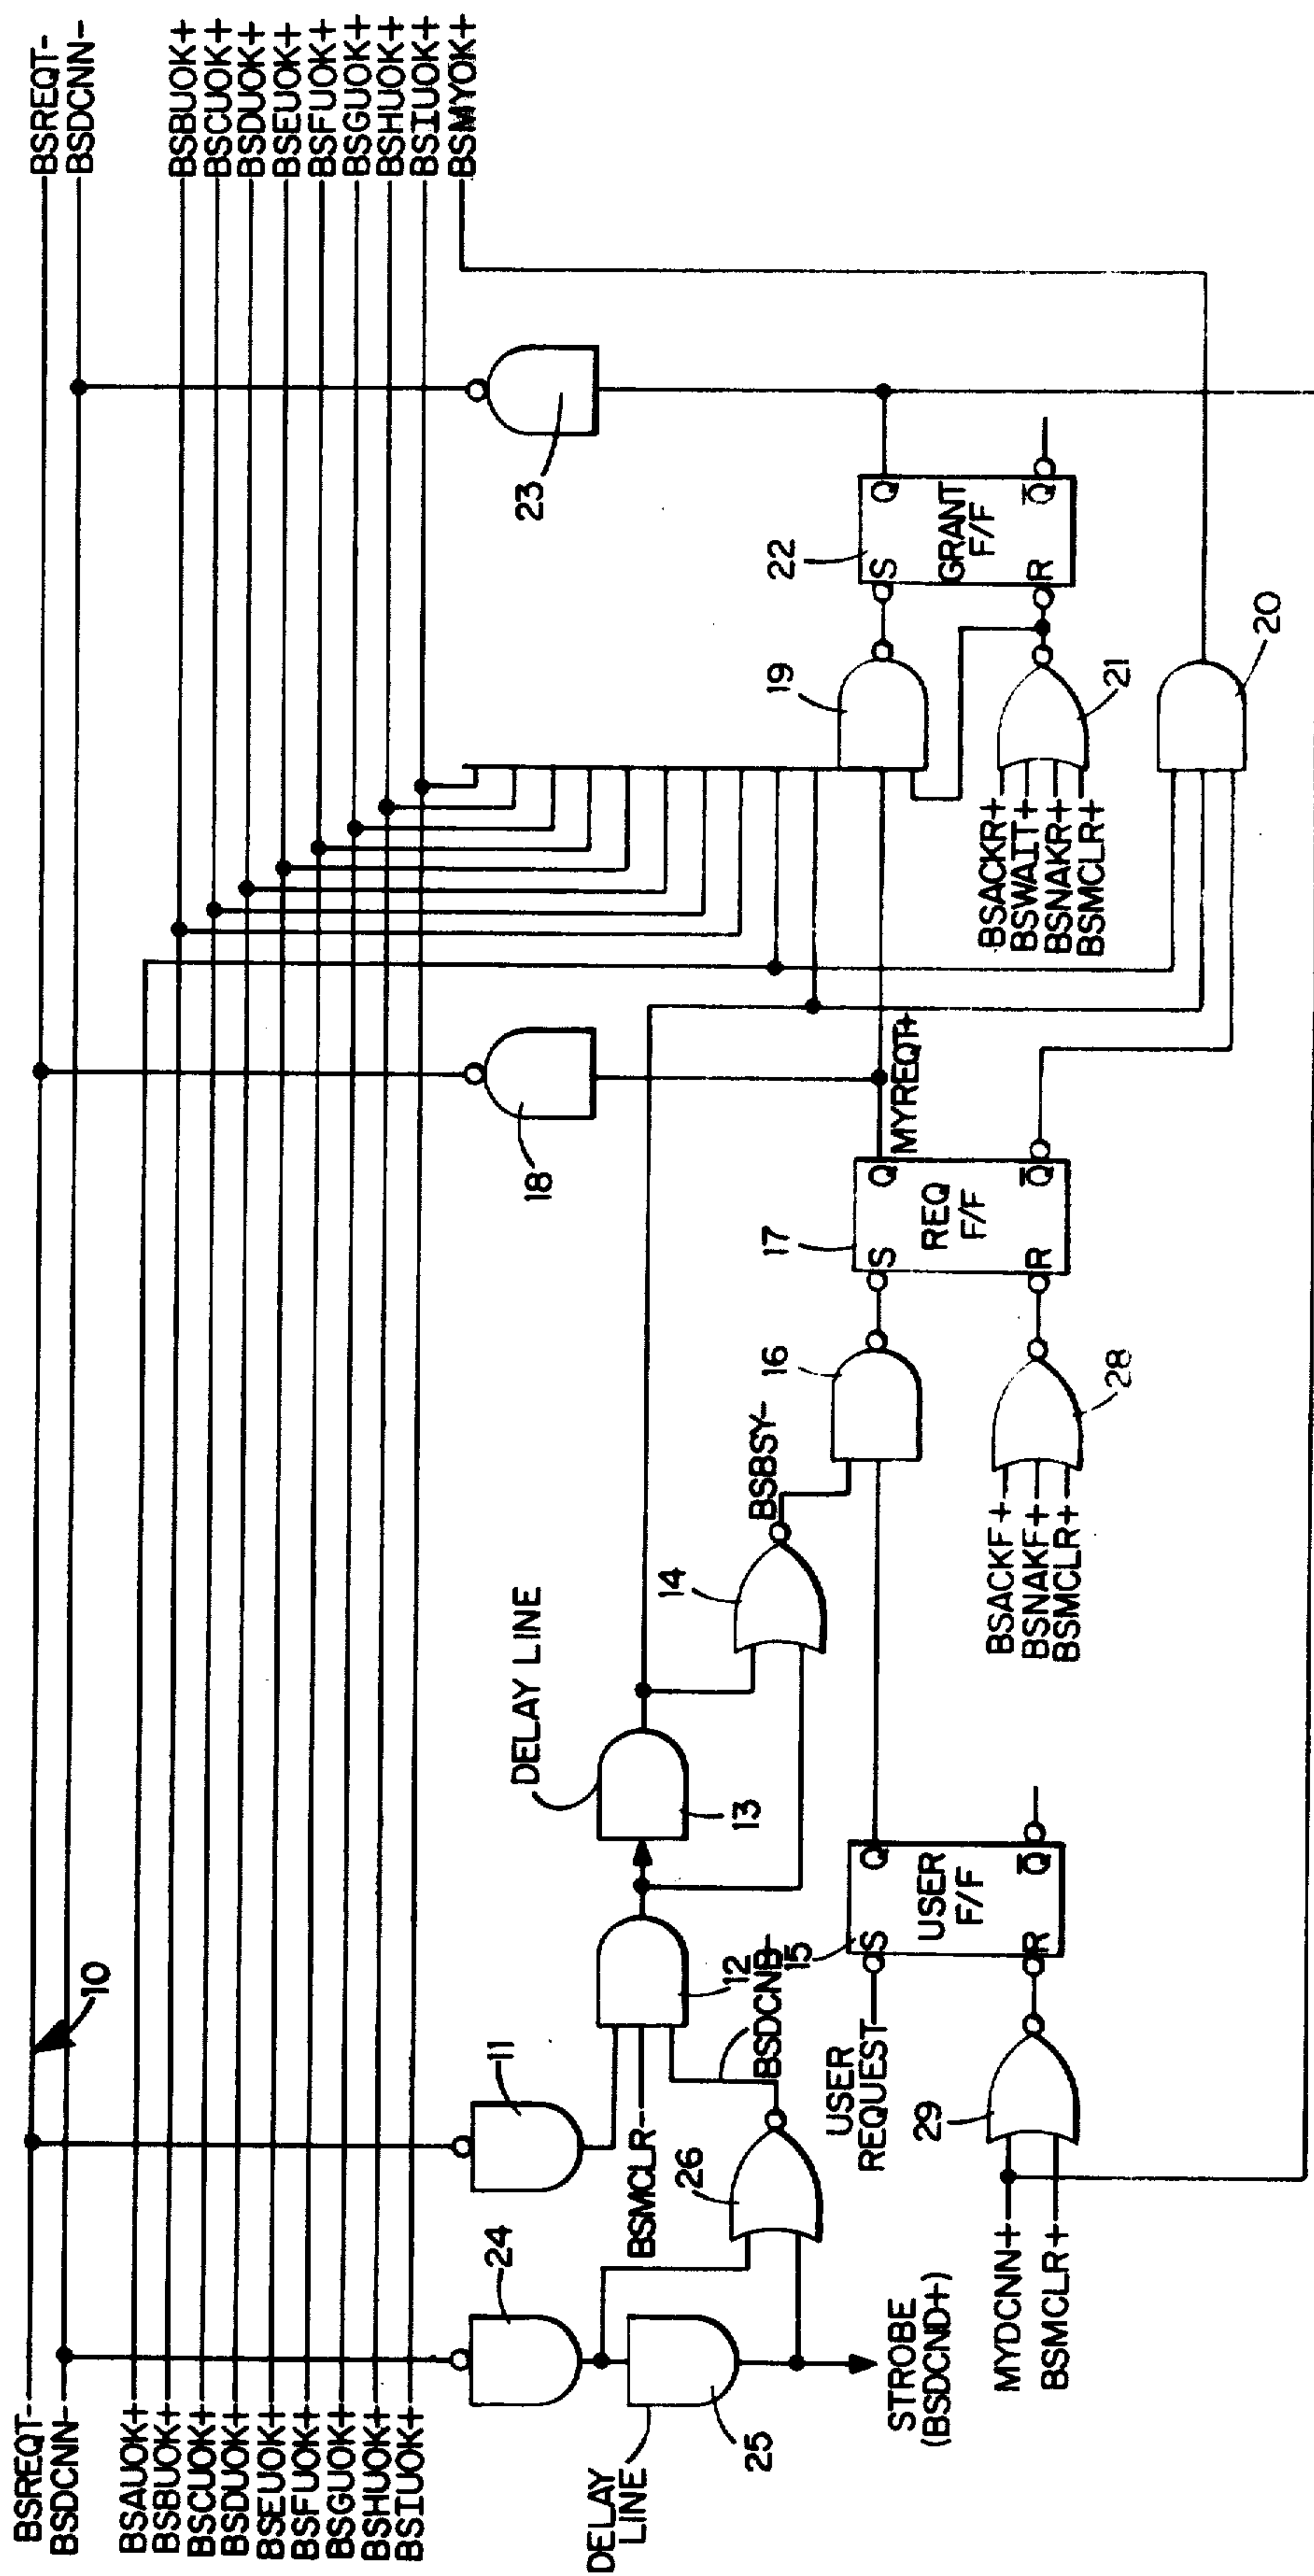 BSREQT-
BSDCNN-
BSAUOK+
BSBUOK+
BSCUOK+
BSDUOK+
BSEUOK+
BSFUOK+
BSGUOK+
BSHUOK+
BSIUOK+
BSREQT-
BSDCNN-
BSBUOK+
BSCUOK+
BSDUOK+
BSEUOK+
BSFUOK+
BSGUOK+
BSHUOK+
BSIUOK+
BSMYOK+
10
24
11
DELAY LINE
18
23
DELAY
LINE
25
BSMCLR-
26
12
13
14
BSDCNB-
BSBSY-
STROBE
(BSDCND+)
USER
REQUEST
15
S
Q
USER
F/F
R
Q
16
17
S
Q
REQ
F/F
R
Q
MYREQT+
19
22
S
Q
GRANT
F/F
R
Q
MYDCNN+
BSMCLR+
29
BSACKF+
BSNAKF+
BSMCLR+
28
BSACKR+
BSWAIT+
BSNAKR+
BSMCLR+
21
20